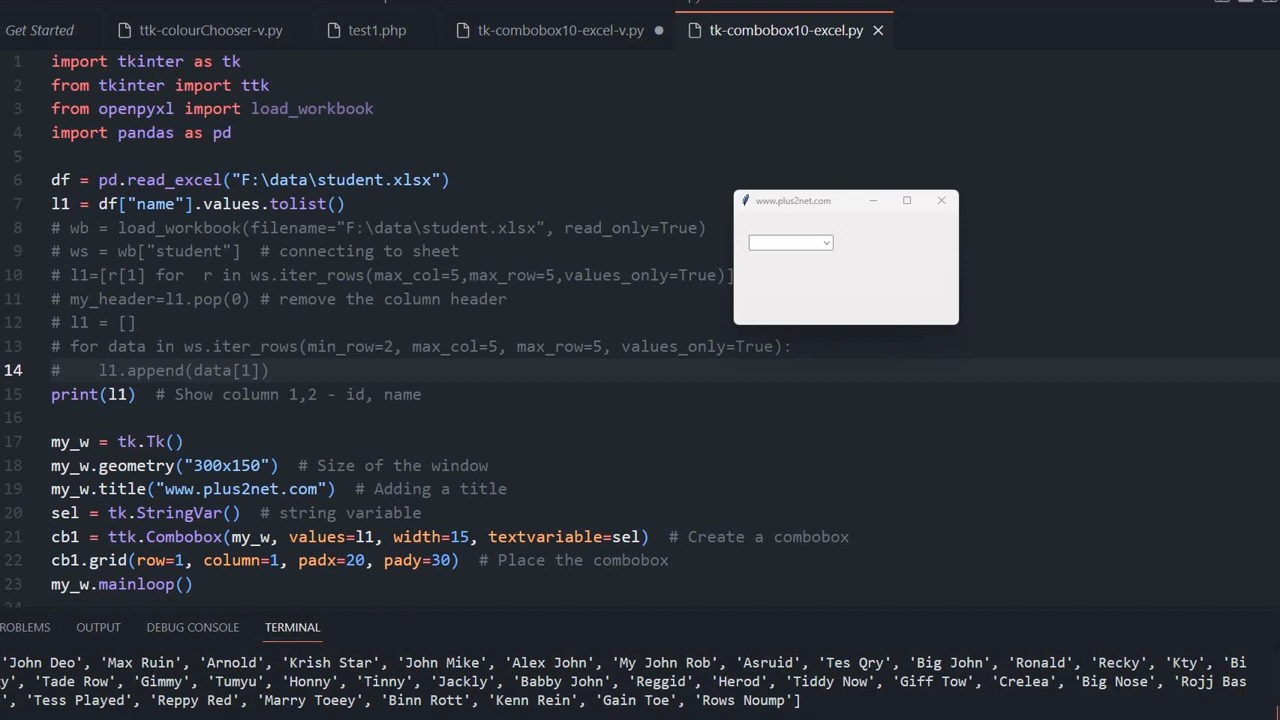 Get Started ttk-colourChooser-v.py test1.php tk-combobox10-excel-v.py tk-combobox10-excel.py
1 import tkinter as tk
2 from tkinter import ttk
3 from openpyxl import load_workbook
4 import pandas as pd
5
6 df = pd.read_excel("F:\data\student.xlsx")
7 l1 = df["name"].values.tolist()
8 # wb = load_workbook(filename="F:\data\student.xlsx", read_only=True)
9 # ws = wb["student"]  # connecting to sheet
10 # l1=[r[1] for  r in ws.iter_rows(max_col=5,max_row=5,values_only=True)]
11 # my_header=l1.pop(0) # remove the column header
12 # l1 = []
13 # for data in ws.iter_rows(min_row=2, max_col=5, max_row=5, values_only=True):
14 #    l1.append(data[1])
15 print(l1)  # Show column 1,2 - id, name
16
17 my_w = tk.Tk()
18 my_w.geometry("300x150")  # Size of the window
19 my_w.title("www.plus2net.com")  # Adding a title
20 sel = tk.StringVar()  # string variable
21 cb1 = ttk.Combobox(my_w, values=l1, width=15, textvariable=sel)  # Create a combobox
22 cb1.grid(row=1, column=1, padx=20, pady=30)  # Place the combobox
23 my_w.mainloop()
www.plus2net.com
ROBLEMS OUTPUT DEBUG CONSOLE TERMINAL
'John Deo', 'Max Ruin', 'Arnold', 'Krish Star', 'John Mike', 'Alex John', 'My John Rob', 'Asruid', 'Tes Qry', 'Big John', 'Ronald', 'Recky', 'Kty', 'Bi
y', 'Tade Row', 'Gimmy', 'Tumyu', 'Honny', 'Tinny', 'Jackly', 'Babby John', 'Reggid', 'Herod', 'Tiddy Now', 'Giff Tow', 'Crelea', 'Big Nose', 'Rojj Bas
, 'Tess Played', 'Reppy Red', 'Marry Toeey', 'Binn Rott', 'Kenn Rein', 'Gain Toe', 'Rows Noump']